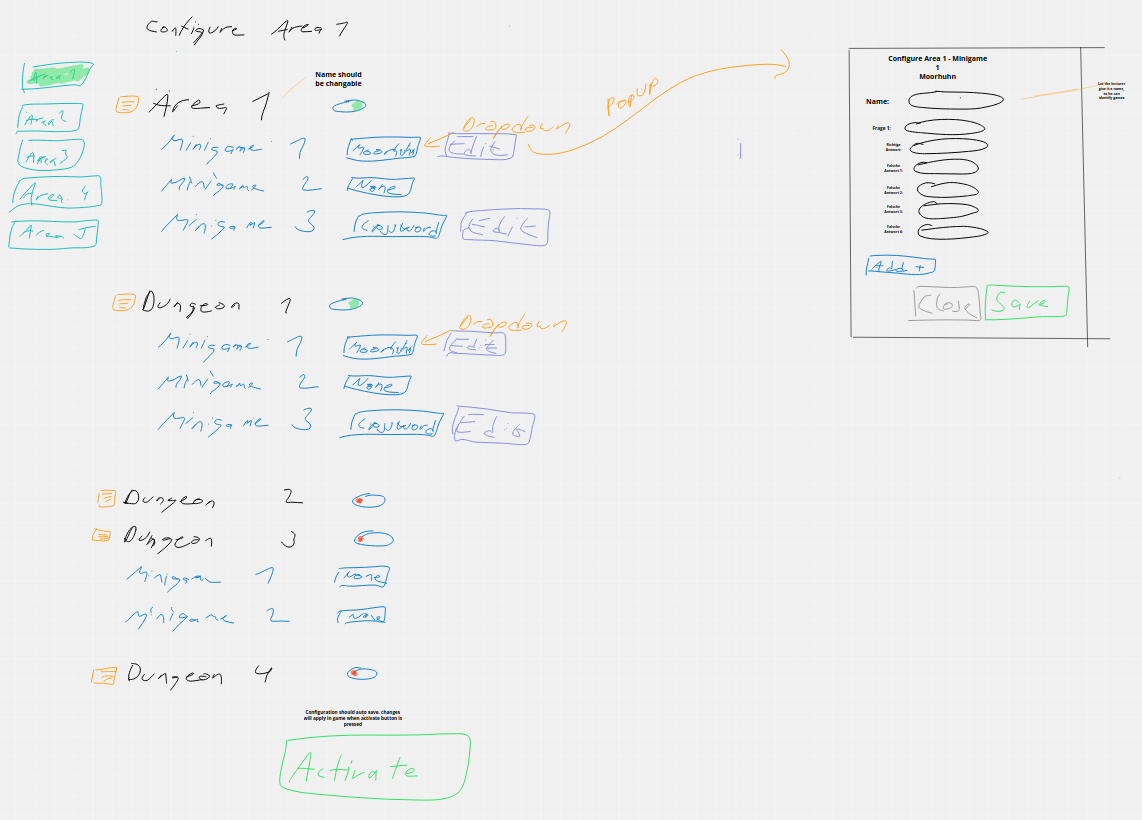 Configure Area 1
Area 1
Area 2
Area 3
Area 4
Area 5
Name should
be changable
Area 1
Dropdown
Minigame 1 Moorhuhn Edit
Minigame 2 None
Minigame 3 Edit
Popup
Dungeon 1
Dropdown
Minigame 1 Moorhuhn Edit
Minigame 2 None
Minigame 3 Edit
Dungeon 2
Dungeon 3
Minigam 1 None
Minigame 2 None
Dungeon 4
Configuration should auto save, changes
will apply in game when activate button is
pressed
Activate
Configure Area 1 - Minigame
1
Moorhuhn
Name:
Let the lecturer
give it a name,
so he can
identify games
Frage 1:
Richtige
Antwort:
Falsche
Antwort 1:
Falsche
Antwort 2:
Falsche
Antwort 3:
Falsche
Antwort 4:
Add +
Close Save